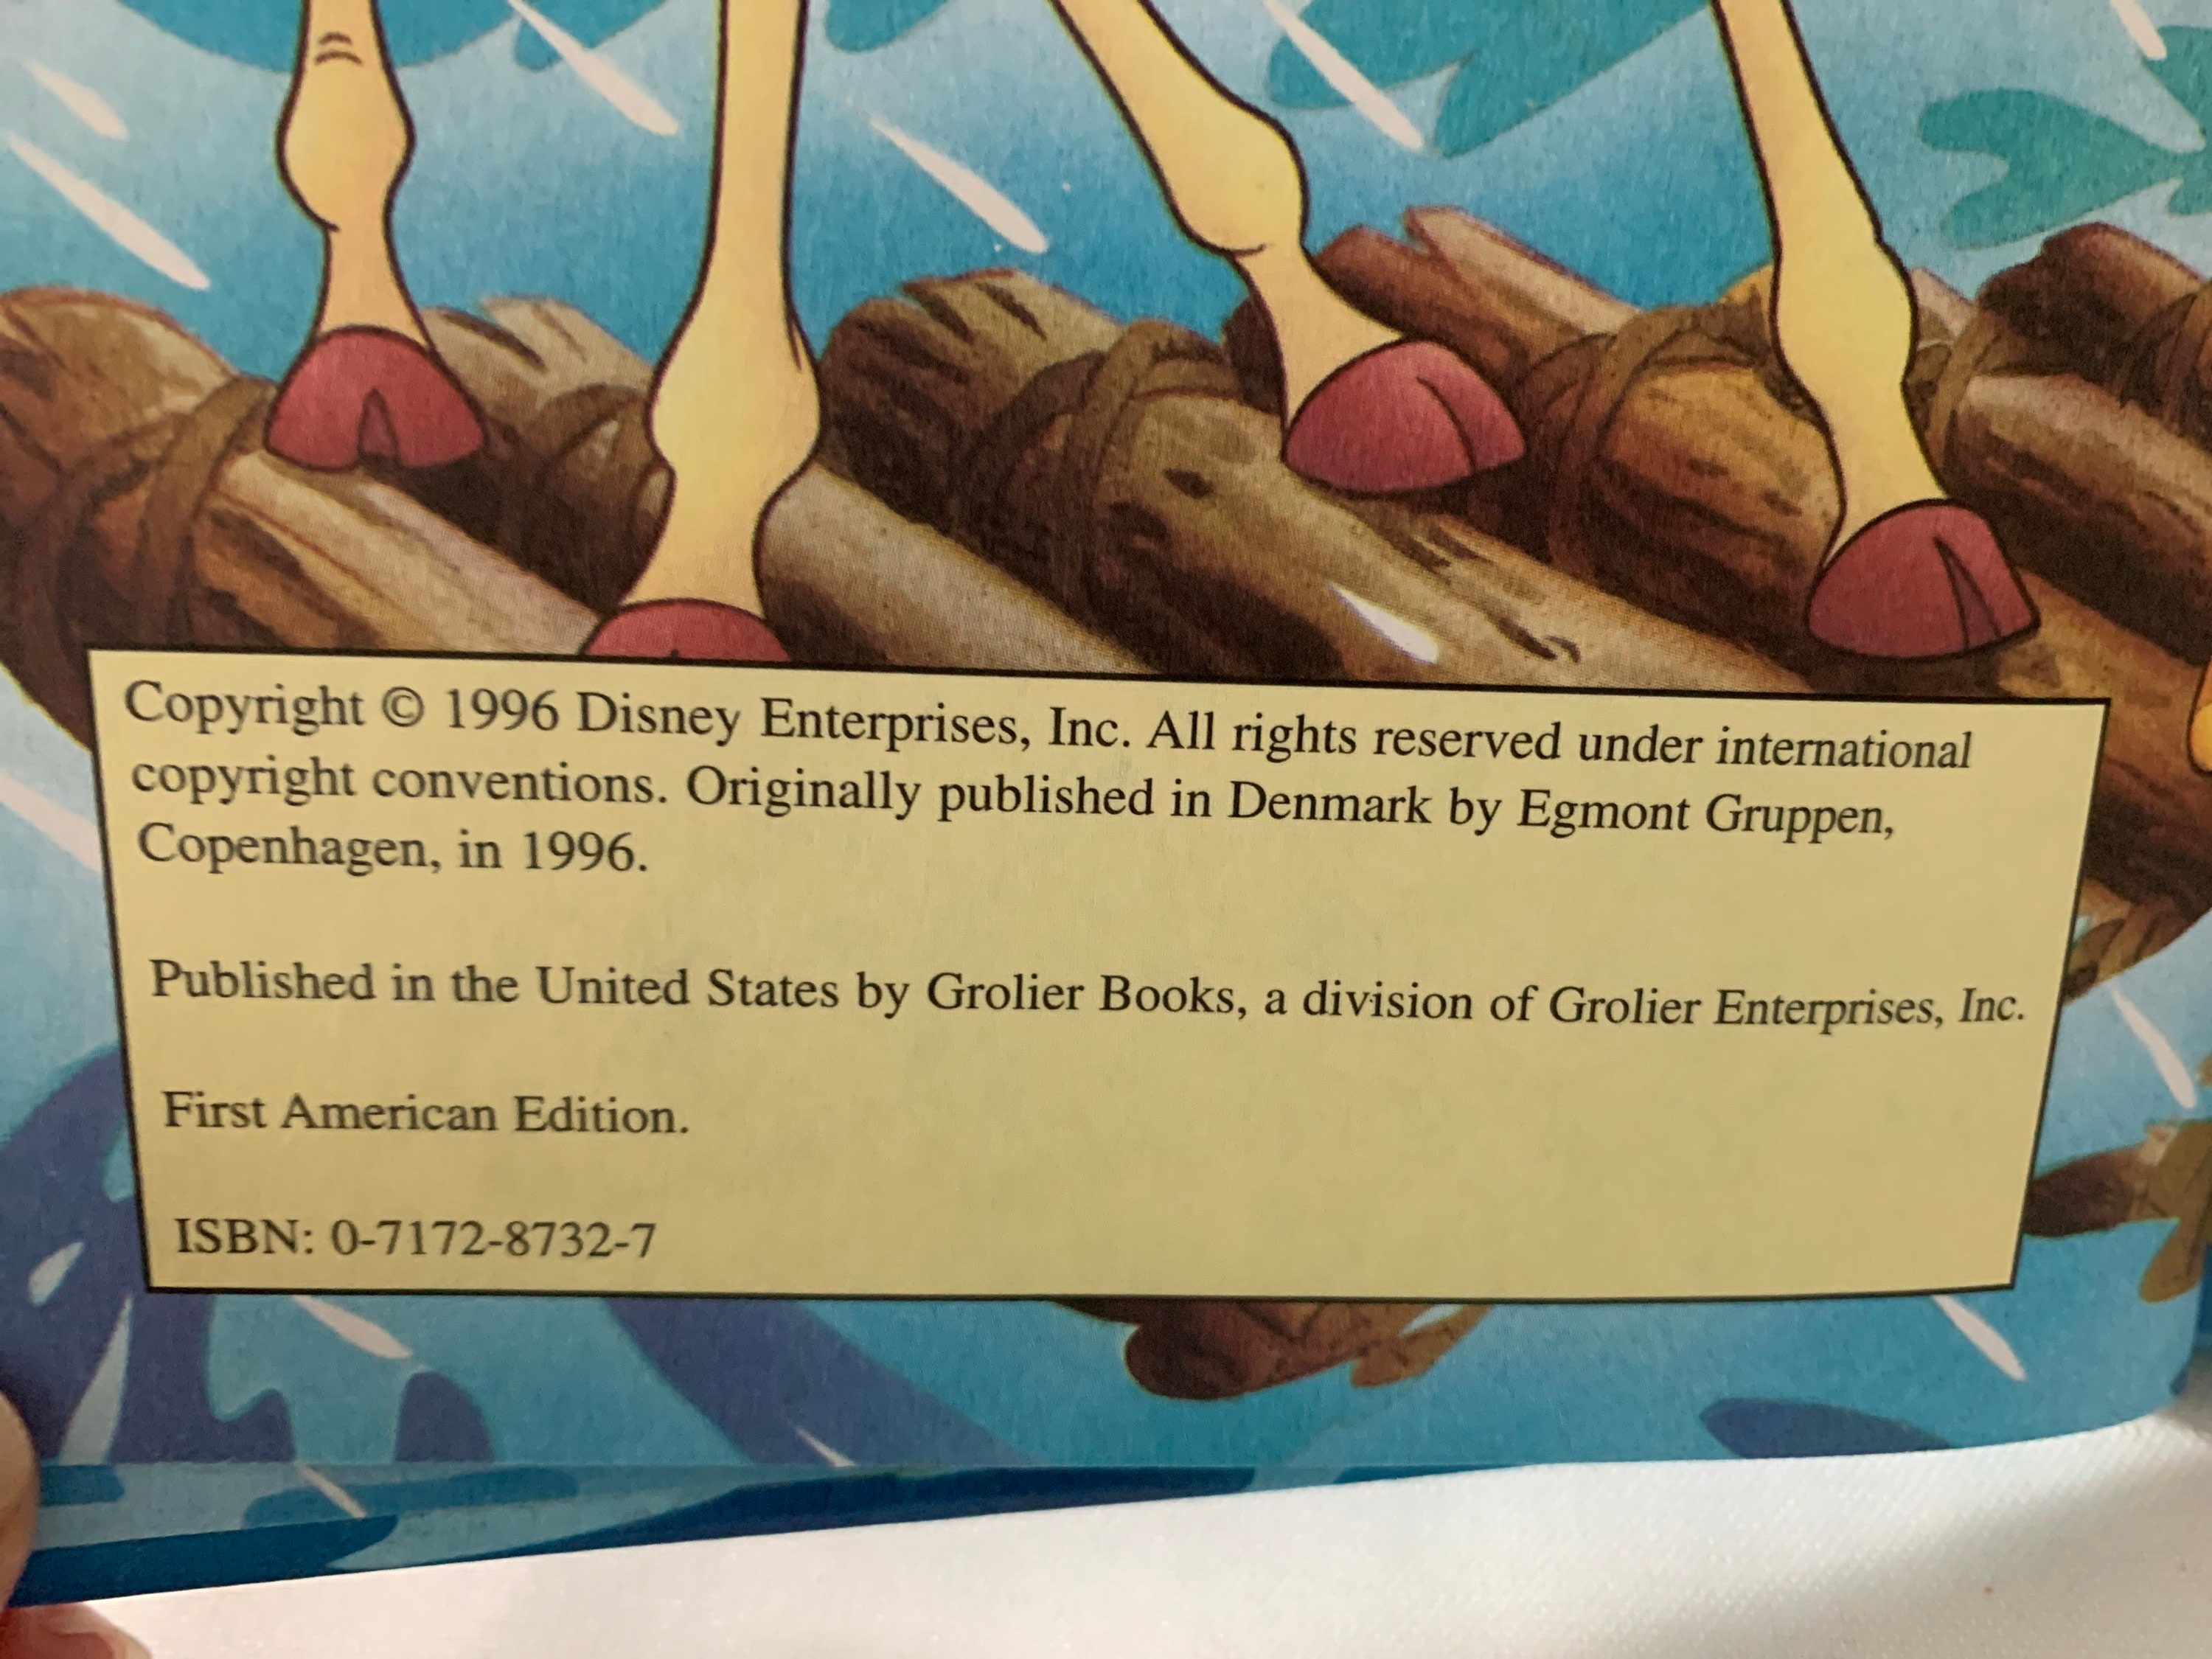 Copyright © 1996 Disney Enterprises, Inc. All rights reserved under international
copyright conventions. Originally published in Denmark by Egmont Gruppen,
Copenhagen, in 1996.
Published in the United States by Grolier Books, a division of Grolier Enterprises, Inc.
First American Edition.
ISBN: 0-7172-8732-7